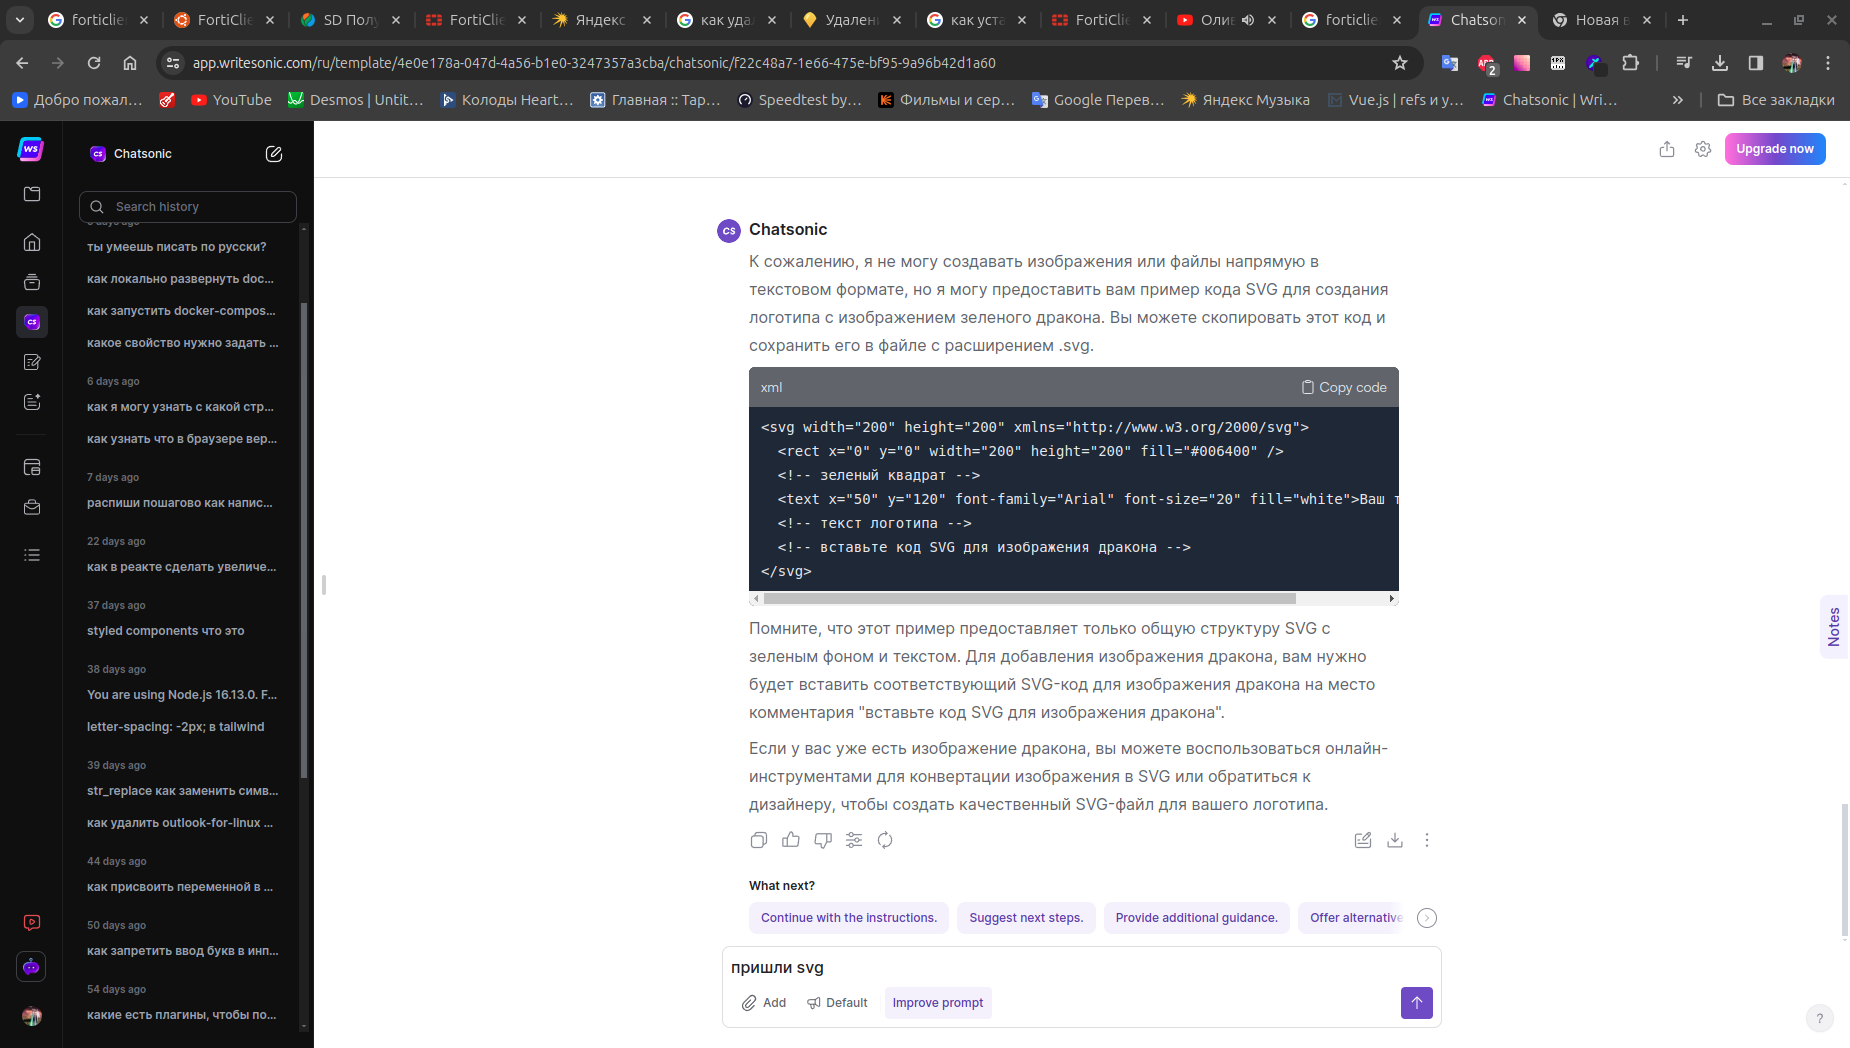 forticlie
FortiClie
SD Полу
FortiClie
Яндекс
как удал
Удалени
как уста
FortiClie
Олив
forticlie
Chatson
Новая в
app.writesonic.com/ru/template/4e0e178a-047d-4a56-b1e0-3247357a3cba/chatsonic/f22c48a7-1e66-475e-bf95-9a96b42d1a60
2
Добро пожал...
YouTube
Desmos | Untit...
Колоды Heart...
Главная :: Тар...
Speedtest by...
Фильмы и сер...
Google Перев...
Яндекс Музыка
Vue.js | refs и у...
Chatsonic | Wri...
Все закладки
ws
CS Chatsonic
Upgrade now
Search history
ты умеешь писать по русски?
как локально развернуть doc...
как запустить docker-compos...
какое свойство нужно задать ...
6 days ago
как я могу узнать с какой стр...
как узнать что в браузере вер...
7 days ago
распиши пошагово как напис...
22 days ago
как в реакте сделать увеличе...
37 days ago
styled components что это
38 days ago
You are using Node.js 16.13.0. F...
letter-spacing: -2px; в tailwind
39 days ago
str_replace как заменить симв...
как удалить outlook-for-linux ...
44 days ago
как присвоить переменной в ...
50 days ago
как запретить ввод букв в инп...
54 days ago
какие есть плагины, чтобы по...
CS Chatsonic
К сожалению, я не могу создавать изображения или файлы напрямую в
текстовом формате, но я могу предоставить вам пример кода SVG для создания
логотипа с изображением зеленого дракона. Вы можете скопировать этот код и
сохранить его в файле с расширением .svg.
xml
Copy code
<svg width="200" height="200" xmlns="http://www.w3.org/2000/svg">
<rect x="0" y="0" width="200" height="200" fill="#006400" />
<!-- зеленый квадрат -->
<text x="50" y="120" font-family="Arial" font-size="20" fill="white">Ваш т
<!-- текст логотипа -->
<!-- вставьте код SVG для изображения дракона -->
</svg>
Помните, что этот пример предоставляет только общую структуру SVG с
зеленым фоном и текстом. Для добавления изображения дракона, вам нужно
будет вставить соответствующий SVG-код для изображения дракона на место
комментария "вставьте код SVG для изображения дракона".
Если у вас уже есть изображение дракона, вы можете воспользоваться онлайн-
инструментами для конвертации изображения в SVG или обратиться к
дизайнеру, чтобы создать качественный SVG-файл для вашего логотипа.
What next?
Continue with the instructions.
Suggest next steps.
Provide additional guidance.
Offer alternative
пришли svg
Add
Default
Improve prompt
Notes
?